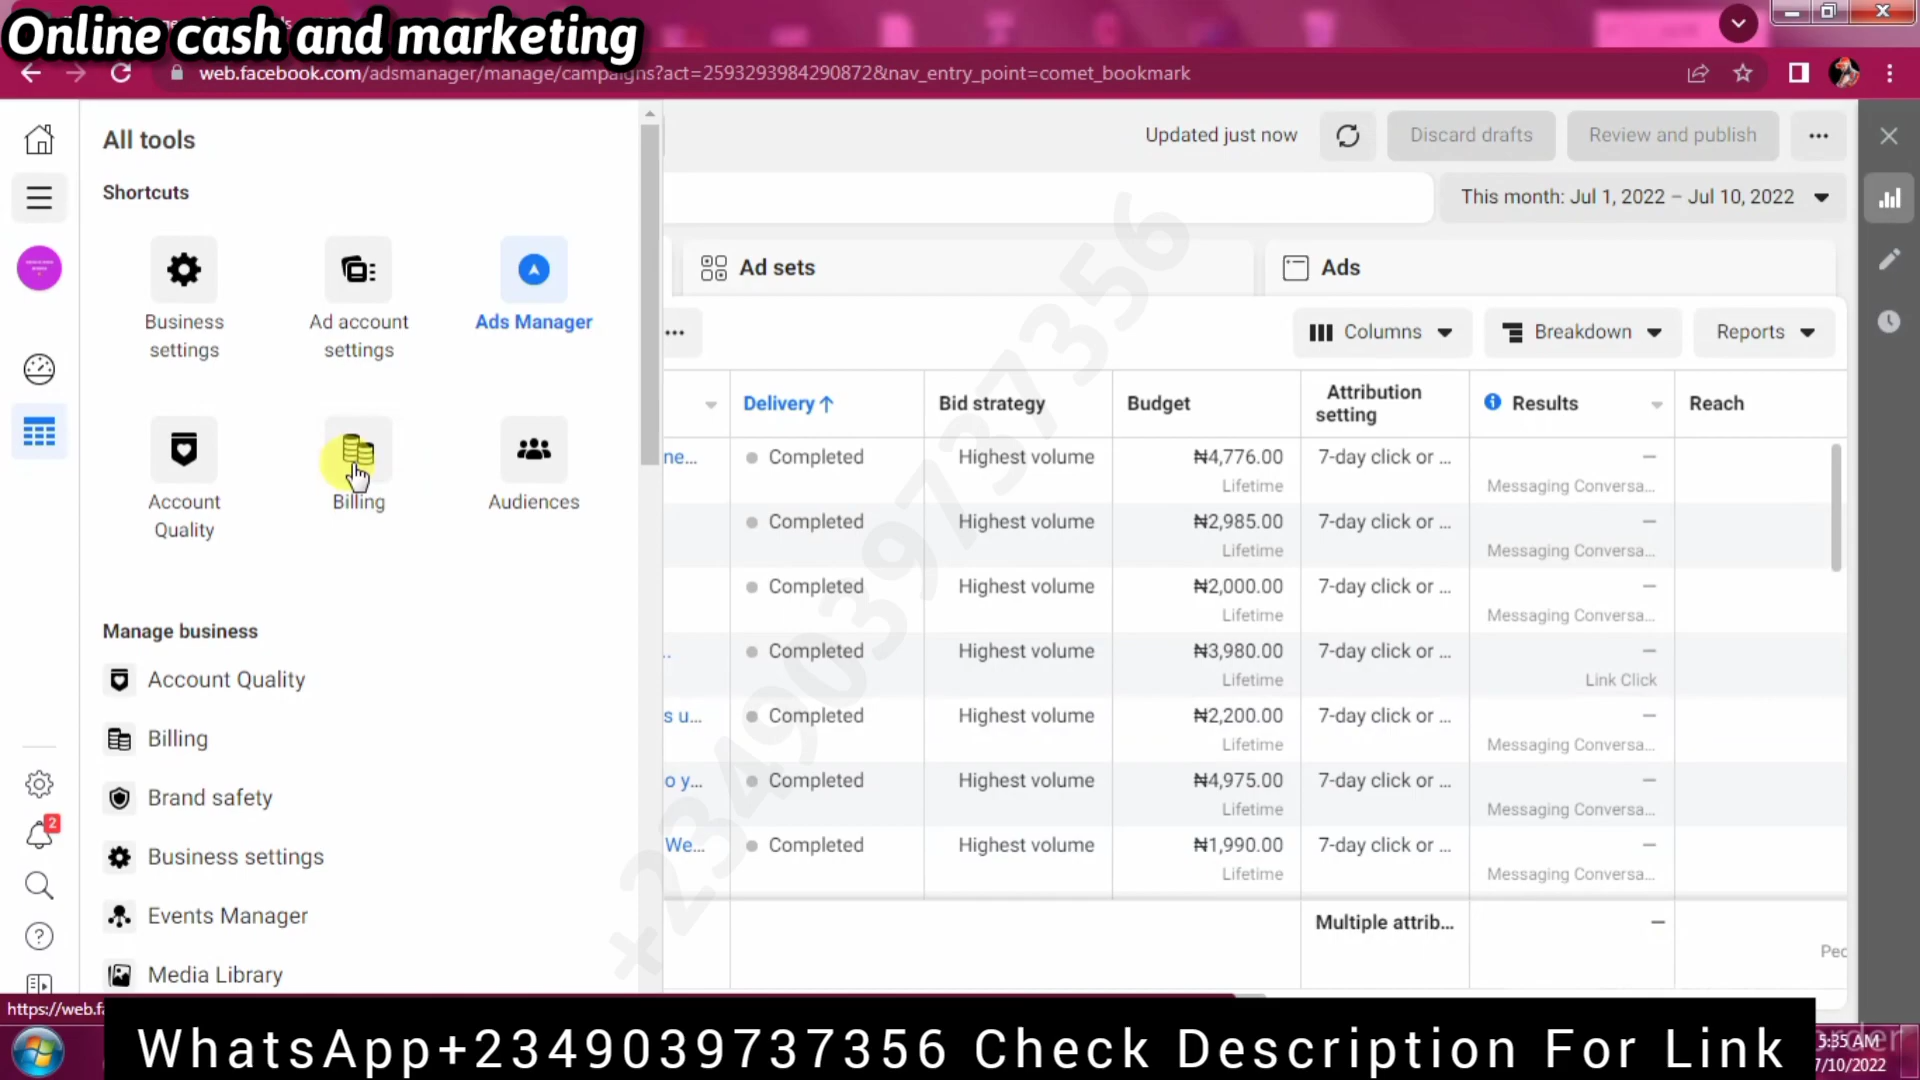 Online cash and marketing
web.facebook.com/adsmanager/manage/campaigns?act=2593293984290872&nav_entry_point=comet_bookmark
All tools
Shortcuts
Business settings
Ad account settings
Ads Manager
Account Quality
Billing
Audiences
Manage business
Account Quality
Billing
Brand safety
Business settings
Events Manager
Media Library
2
Updated just now
Discard drafts
Review and publish
This month: Jul 1, 2022 – Jul 10, 2022
Ad sets
Ads
Columns
Breakdown
Reports
Delivery ↑
Bid strategy
Budget
Attribution setting
Results
Reach
ne... Completed Highest volume ₦4,776.00 7-day click or ... —
Lifetime Messaging Conversa...
Completed Highest volume ₦2,985.00 7-day click or ... —
Lifetime Messaging Conversa...
Completed Highest volume ₦2,000.00 7-day click or ... —
Lifetime Messaging Conversa...
.. Completed Highest volume ₦3,980.00 7-day click or ... —
Lifetime Link Click
s u... Completed Highest volume ₦2,200.00 7-day click or ... —
Lifetime Messaging Conversa...
o y... Completed Highest volume ₦4,975.00 7-day click or ... —
Lifetime Messaging Conversa...
We... Completed Highest volume ₦1,990.00 7-day click or ... —
Lifetime Messaging Conversa...
Multiple attrib... —
+2349039737356
https://web.fa
WhatsApp+2349039737356 Check Description For Link
5:35 AM
7/10/2022